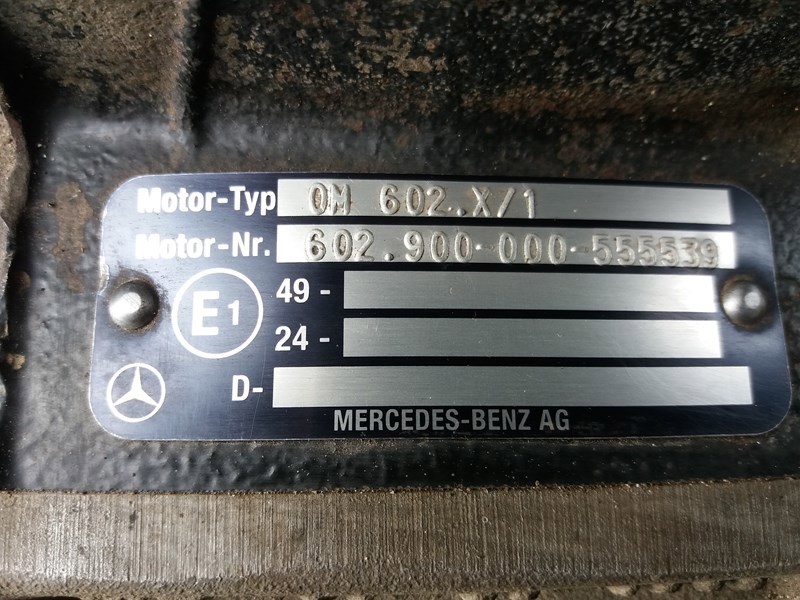 Motor-Typ OM 602.X/1
Motor-Nr. 602.900-000-555539
E1 49 -
24 -
D-
MERCEDES-BENZ AG